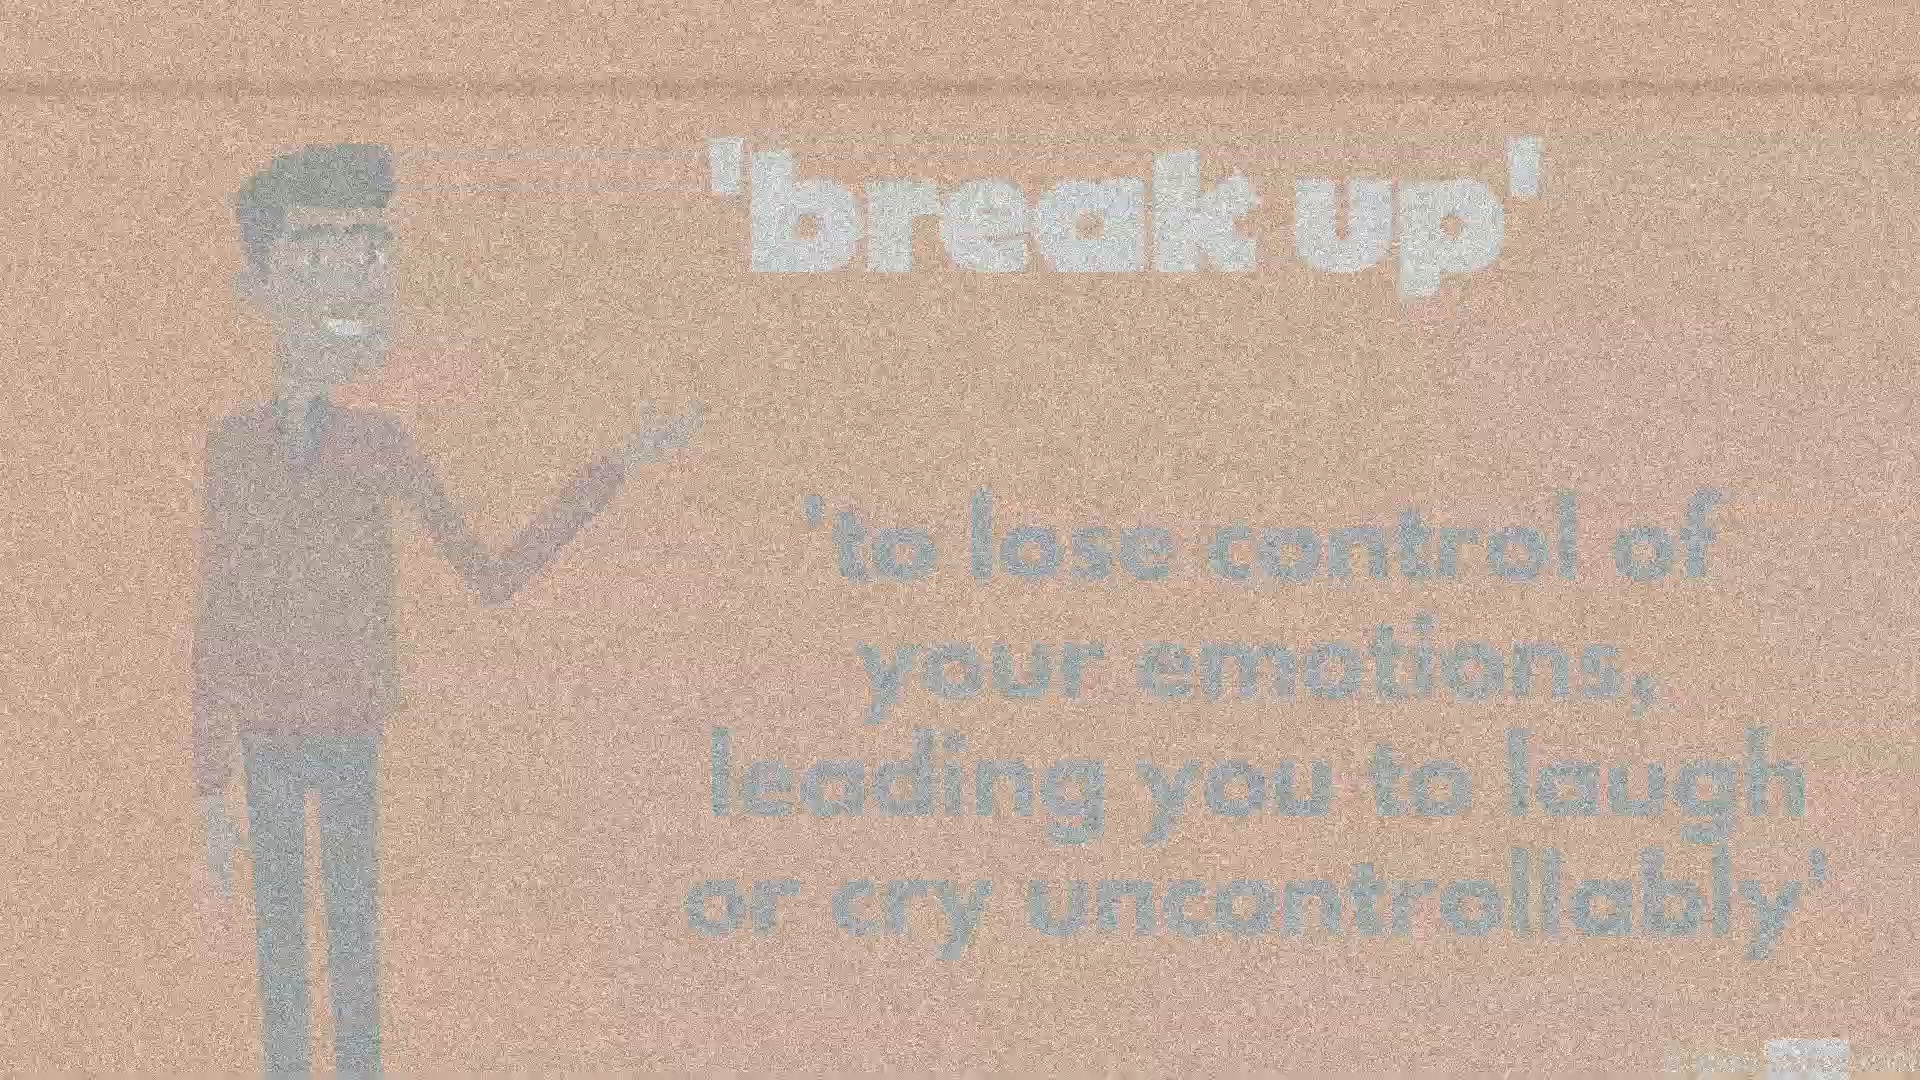 'break up'
'to lose control of
your emotions,
leading you to laugh
or cry uncontrollably'